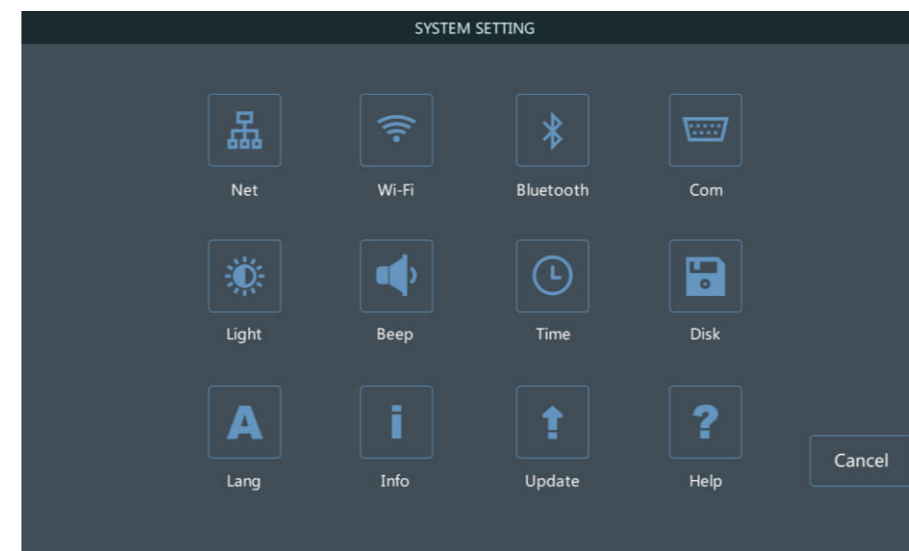 SYSTEM SETTING
Net Wi-Fi Bluetooth Com
Light Beep Time Disk
A i ? 
Lang Info Update Help
Cancel